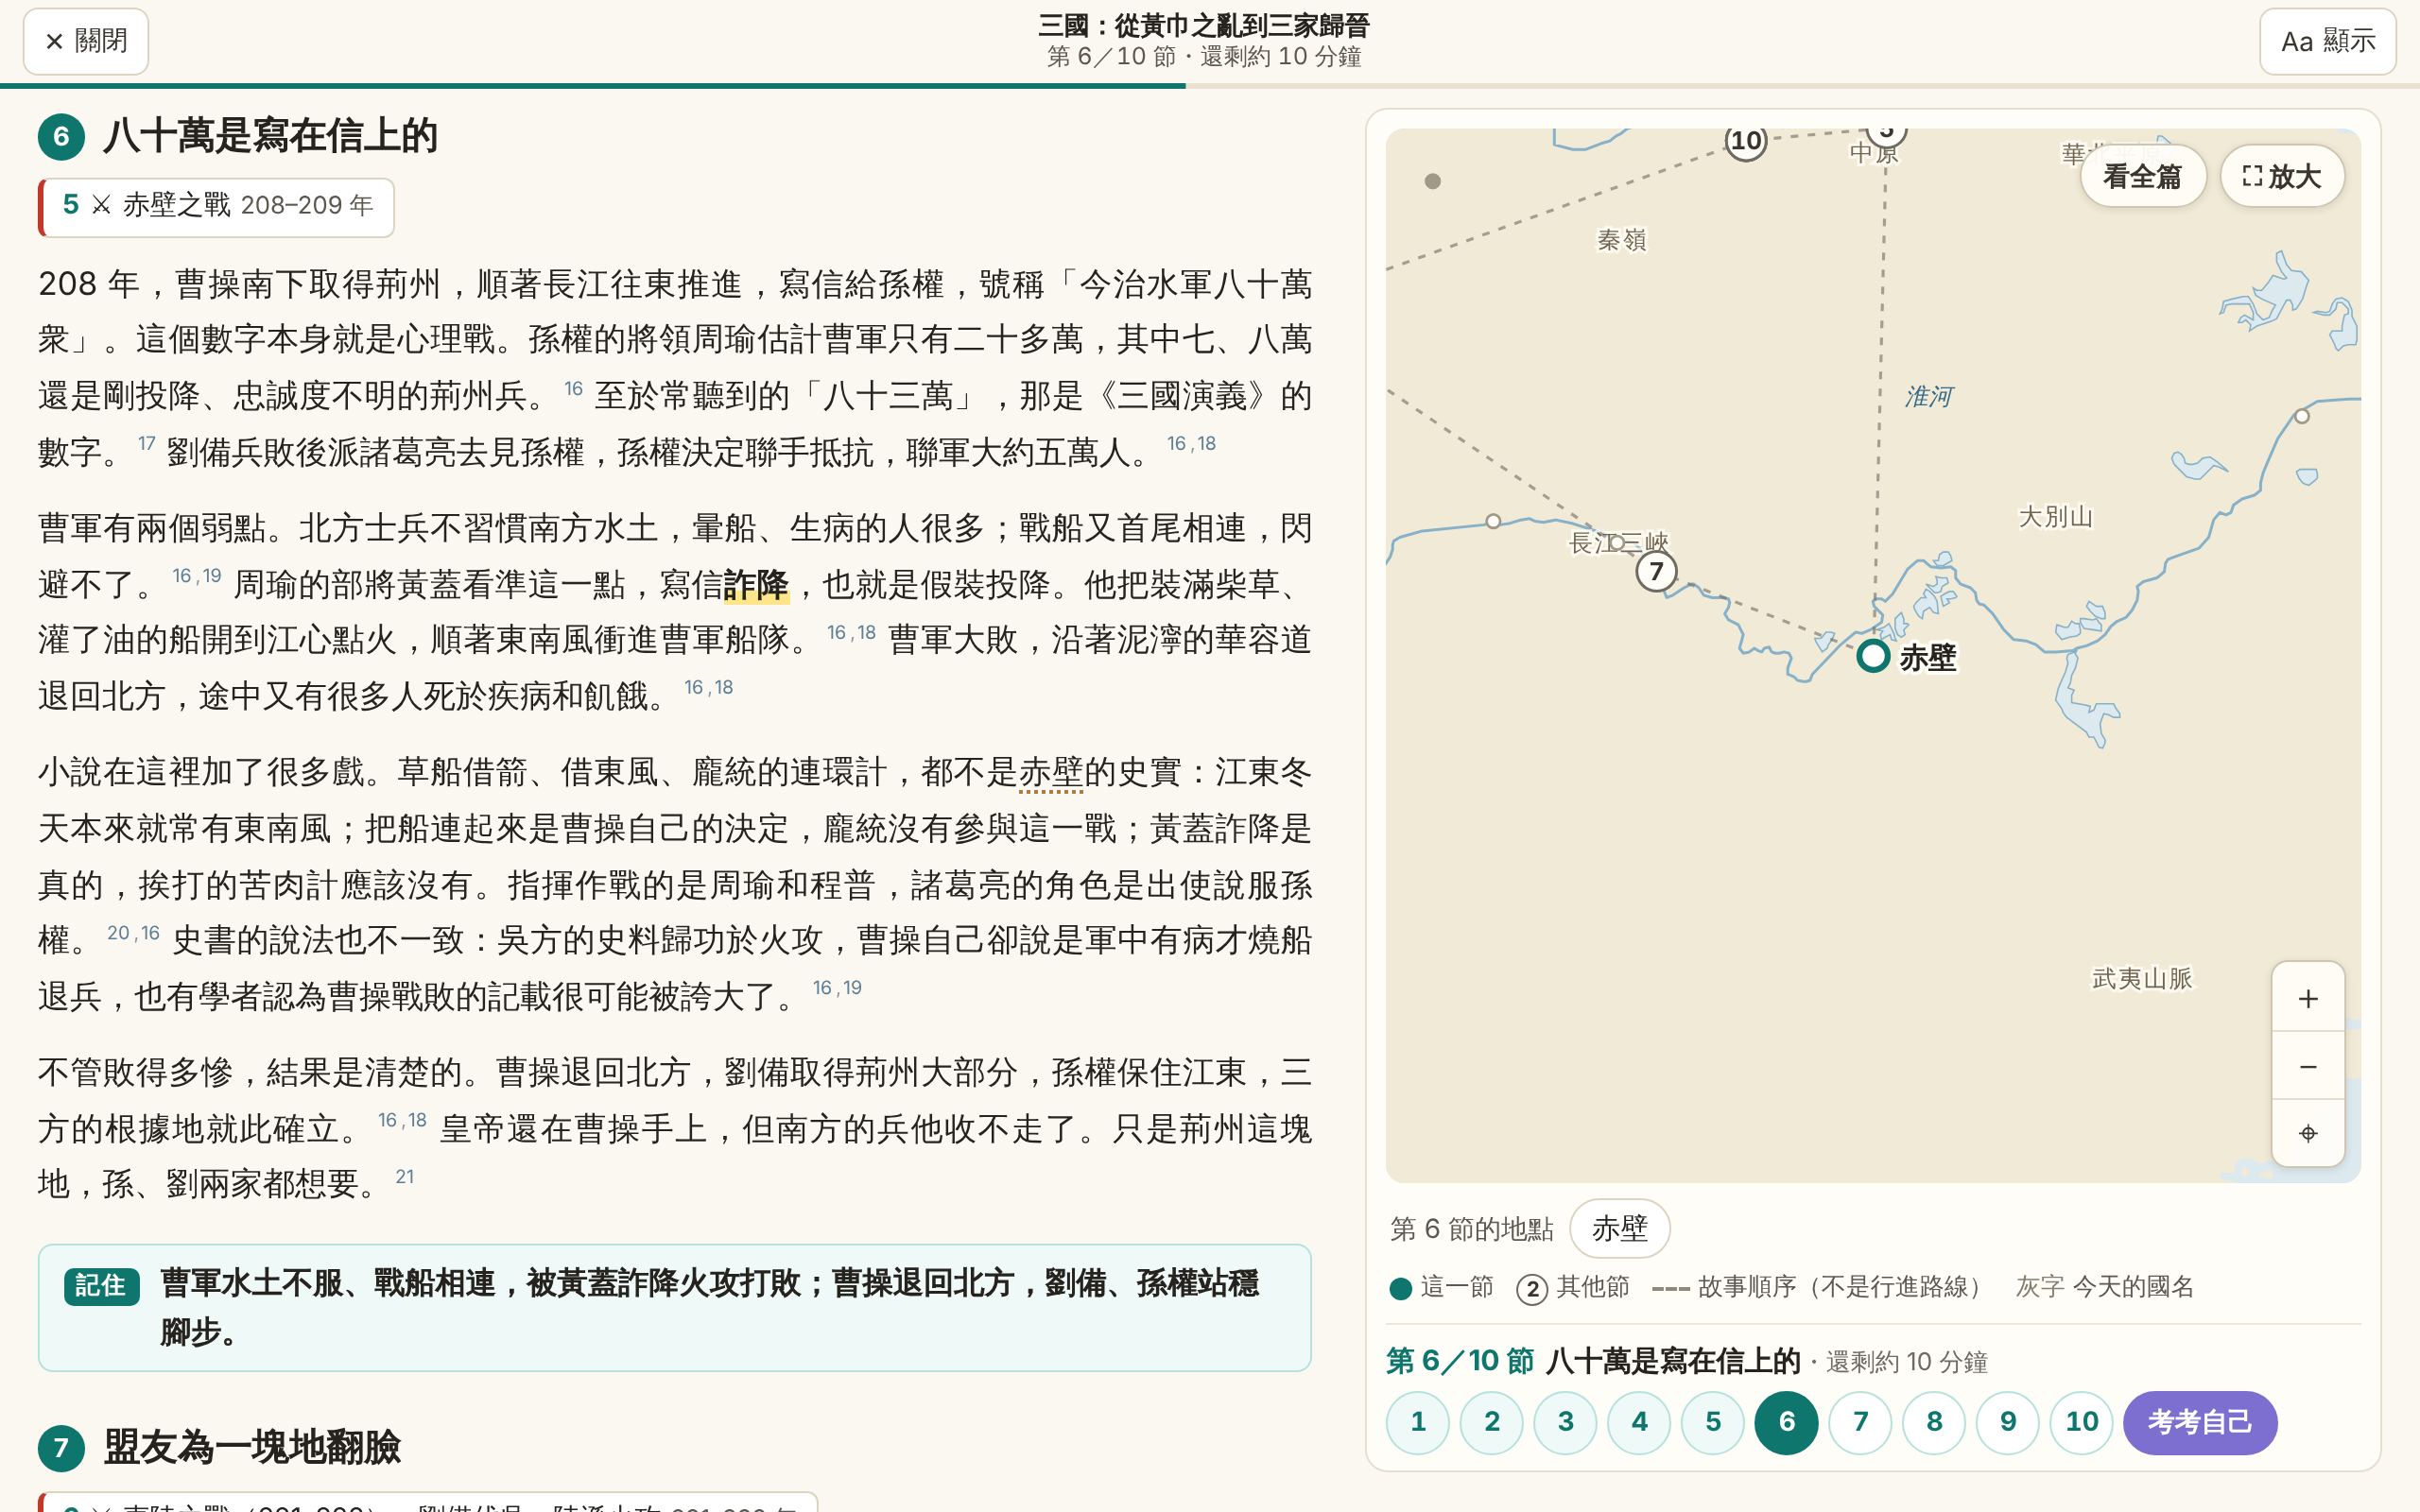 ✕ 關閉
三國：從黃巾之亂到三家歸晉
第 6／10 節・還剩約 10 分鐘
Aa 顯示
6 八十萬是寫在信上的
5 ⚔ 赤壁之戰 208–209 年
208 年，曹操南下取得荊州，順著長江往東推進，寫信給孫權，號稱「今治水軍八十萬
衆」。這個數字本身就是心理戰。孫權的將領周瑜估計曹軍只有二十多萬，其中七、八萬
還是剛投降、忠誠度不明的荊州兵。16 至於常聽到的「八十三萬」，那是《三國演義》的
數字。17 劉備兵敗後派諸葛亮去見孫權，孫權決定聯手抵抗，聯軍大約五萬人。16,18
曹軍有兩個弱點。北方士兵不習慣南方水土，暈船、生病的人很多；戰船又首尾相連，閃
避不了。16,19 周瑜的部將黃蓋看準這一點，寫信詐降，也就是假裝投降。他把裝滿柴草、
灌了油的船開到江心點火，順著東南風衝進曹軍船隊。16,18 曹軍大敗，沿著泥濘的華容道
退回北方，途中又有很多人死於疾病和飢餓。16,18
小說在這裡加了很多戲。草船借箭、借東風、龐統的連環計，都不是赤壁的史實：江東冬
天本來就常有東南風；把船連起來是曹操自己的決定，龐統沒有參與這一戰；黃蓋詐降是
真的，挨打的苦肉計應該沒有。指揮作戰的是周瑜和程普，諸葛亮的角色是出使說服孫
權。20,16 史書的說法也不一致：吳方的史料歸功於火攻，曹操自己卻說是軍中有病才燒船
退兵，也有學者認為曹操戰敗的記載很可能被誇大了。16,19
不管敗得多慘，結果是清楚的。曹操退回北方，劉備取得荊州大部分，孫權保住江東，三
方的根據地就此確立。16,18 皇帝還在曹操手上，但南方的兵他收不走了。只是荊州這塊
地，孫、劉兩家都想要。21
記住 曹軍水土不服、戰船相連，被黃蓋詐降火攻打敗；曹操退回北方，劉備、孫權站穩
腳步。
7 盟友為一塊地翻臉
10
5
中原
看全篇
放大
秦嶺
淮河
大別山
長江三峽
7
赤壁
武夷山脈
+
−
第 6 節的地點 赤壁
這一節 2 其他節 故事順序（不是行進路線） 灰字 今天的國名
第 6／10 節 八十萬是寫在信上的・還剩約 10 分鐘
1 2 3 4 5 6 7 8 9 10 考考自己